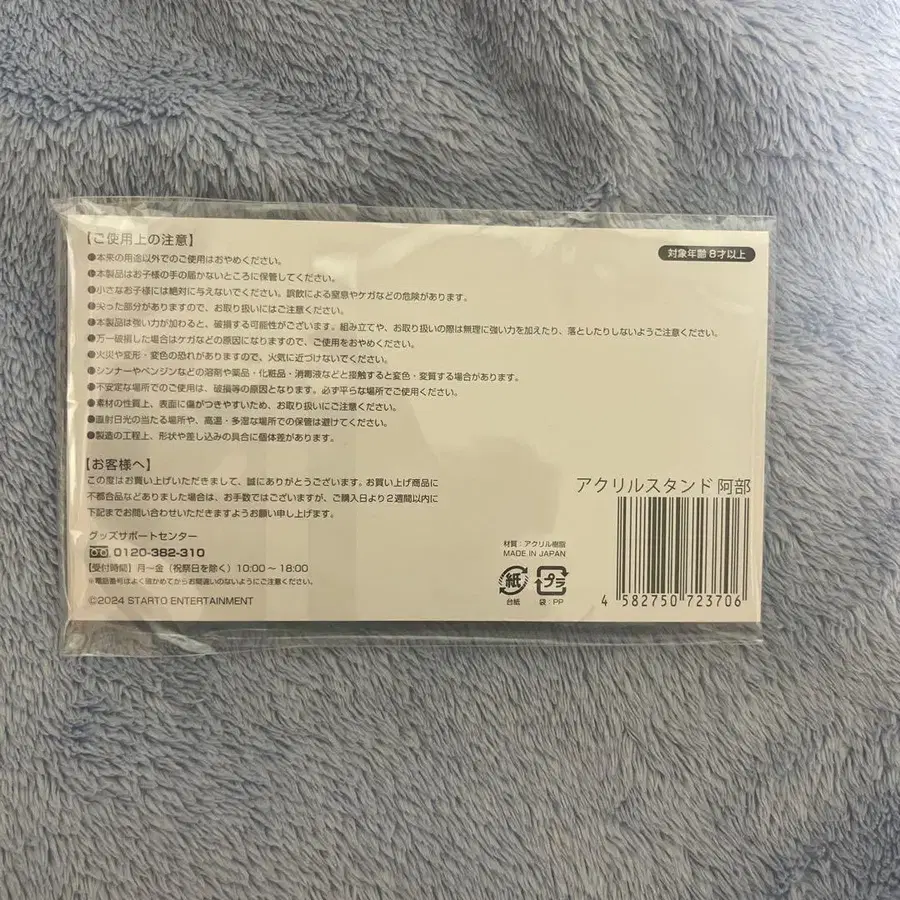 【ご使用上の注意】
対象年齢8才以上
●本来の用途以外でのご使用はおやめください。
●本製品はお子様の手の届かないところに保管してください。
●小さなお子様には絶対に与えないでください。誤飲による窒息やケガなどの危険があります。
●尖った部分がありますので、お取り扱いにはご注意ください。
●本製品は強い力が加わると、破損する可能性がございます。組み立てや、お取り扱いの際は無理に強い力を加えたり、落としたりしないようご注意ください。
●万一破損した場合はケガなどの原因になりますので、ご使用をおやめください。
●火災や変形・変色の恐れがありますので、火気に近づけないでください。
●シンナーやベンジンなどの溶剤や薬品・化粧品・消毒液などと接触すると変色・変質する場合があります。
●不安定な場所でのご使用は、破損等の原因となります。必ず平らな場所でご使用ください。
●素材の性質上、表面に傷がつきやすいため、お取り扱いにご注意ください。
●直射日光の当たる場所や、高温・多湿な場所での保管は避けてください。
●製造の工程上、形状や差し込みの具合に個体差があります。
【お客様へ】
この度はお買い上げいただきまして、誠にありがとうございます。お買い上げ商品に
不都合品などありました場合は、お手数ではございますが、ご購入日より2週間以内に
下記までお問い合わせいただきますようお願い申し上げます。
グッズサポートセンター
0120-382-310
【受付時間】月～金（祝祭日を除く）10:00～18:00
※電話番号はよく確かめてからお間違いのないようにご注意ください。
©2024 STARTO ENTERTAINMENT
材質：アクリル樹脂
MADE IN JAPAN
紙 プラ
台紙 袋：PP
アクリルスタンド 阿部
4 582750 723706